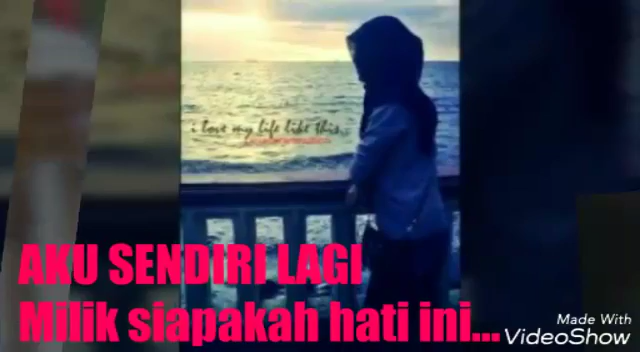 i love my life like this...
AKU SENDIRI LAGI
Milik siapakah hati ini...
Made With
VideoShow